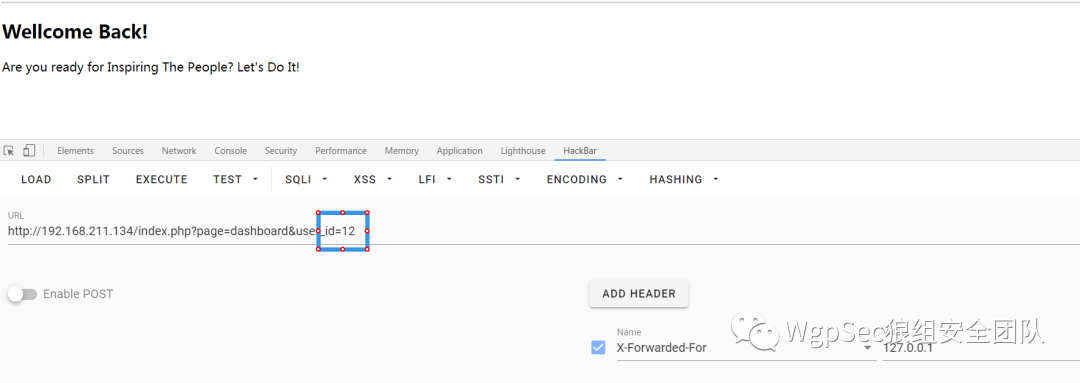 Wellcome Back!
Are you ready for Inspiring The People? Let's Do It!
Elements Sources Network Console Security Performance Memory Application Lighthouse HackBar
LOAD SPLIT EXECUTE TEST SQLI XSS LFI SSTI ENCODING HASHING
URL
http://192.168.211.134/index.php?page=dashboard&user_id=12
Enable POST
ADD HEADER
Name
X-Forwarded-For
127.0.0.1
WgpSec狼组安全团队